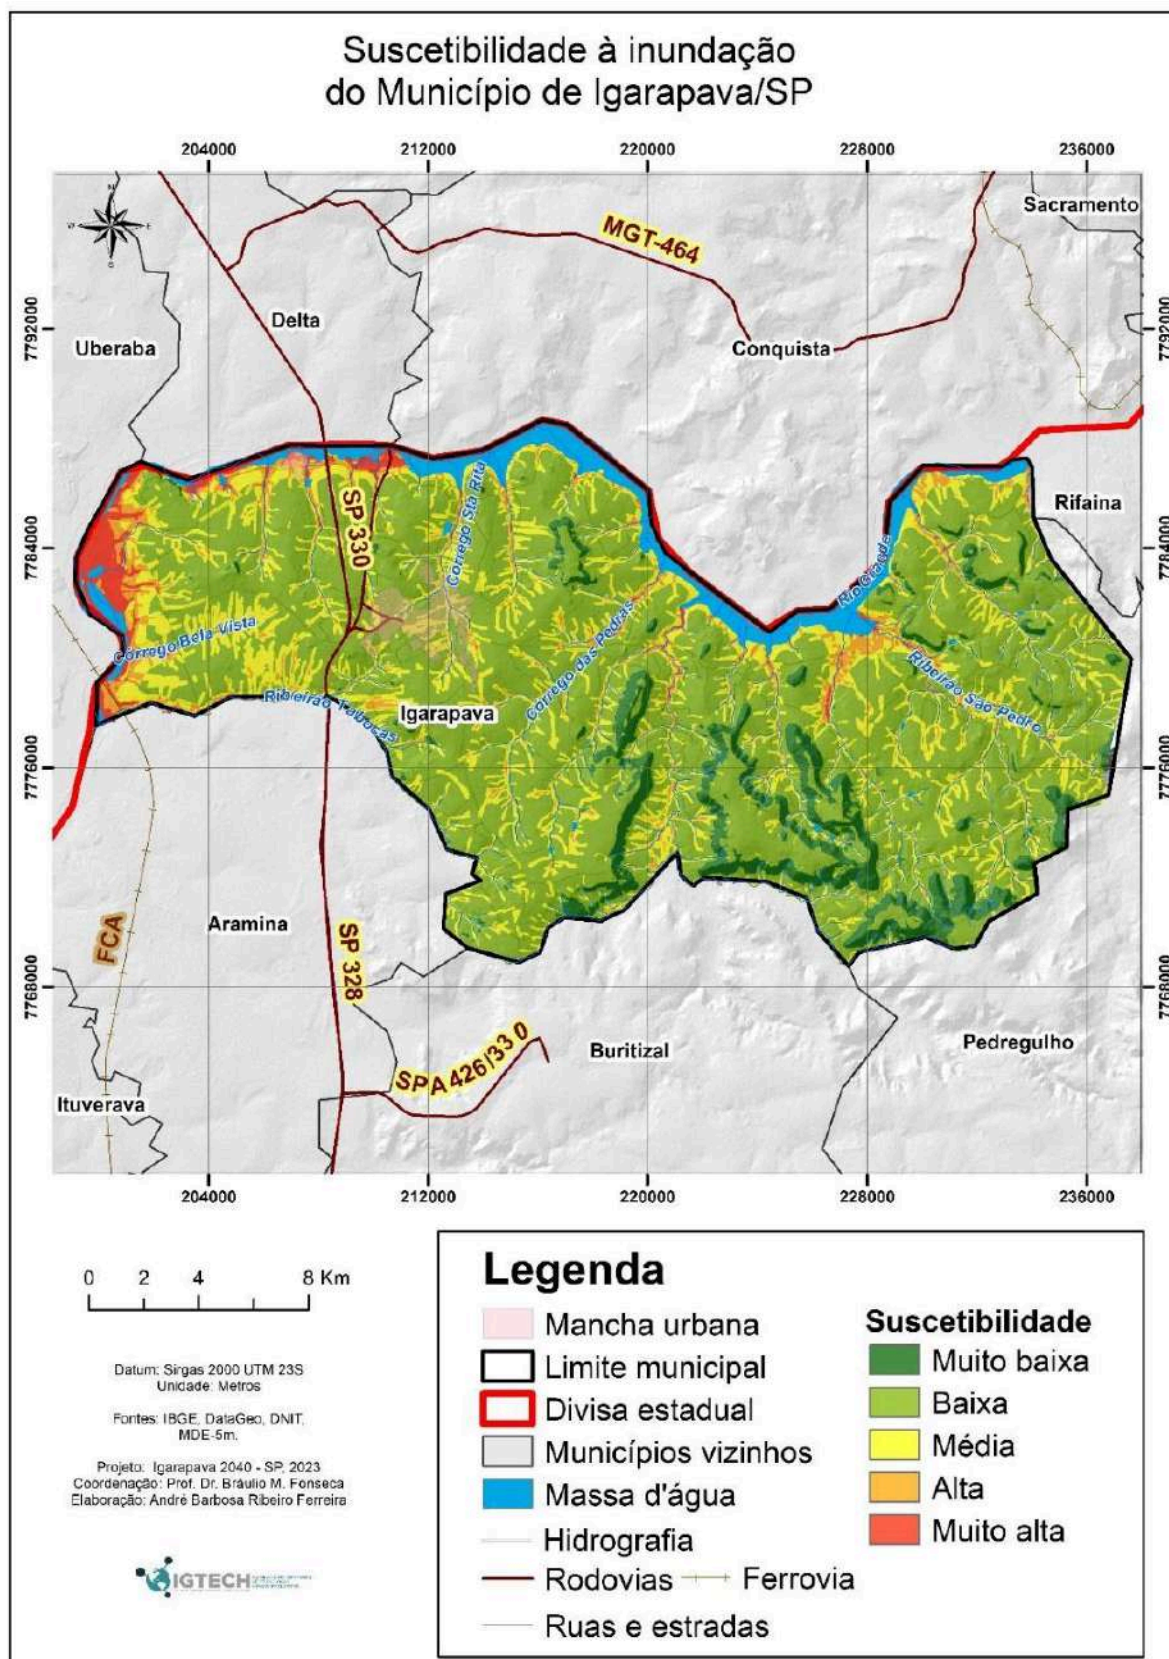 Suscetibilidade à inundação
do Município de Igarapava/SP
204000
212000
220000
228000
236000
N
W
E
S
Sacramento
MGT-464
7792000
7792000
Delta
Uberaba
Conquista
Rifaina
Corrego Sta Rita
SP 330
7784000
7784000
Rio Grande
Córrego Bela Vista
Córrego das Pedras
Ribeirão São Pedro
Ribeirão Tabocas
Igarapava
7776000
7776000
Aramina
FCA
SP 328
7768000
7768000
Buritizal
Pedregulho
SPA 426/330
Ituverava
204000
212000
220000
228000
236000
0 2 4 8 Km
Datum: Sirgas 2000 UTM 23S
Unidade: Metros
Fontes: IBGE, DataGeo, DNIT,
MDE-5m.
Projeto: Igarapava 2040 - SP, 2023
Coordenação: Prof. Dr. Bráulio M. Fonseca
Elaboração: André Barbosa Ribeiro Ferreira
IGTECH
Legenda
Mancha urbana
Limite municipal
Divisa estadual
Municípios vizinhos
Massa d'água
Hidrografia
Rodovias
Ferrovia
Ruas e estradas
Suscetibilidade
Muito baixa
Baixa
Média
Alta
Muito alta